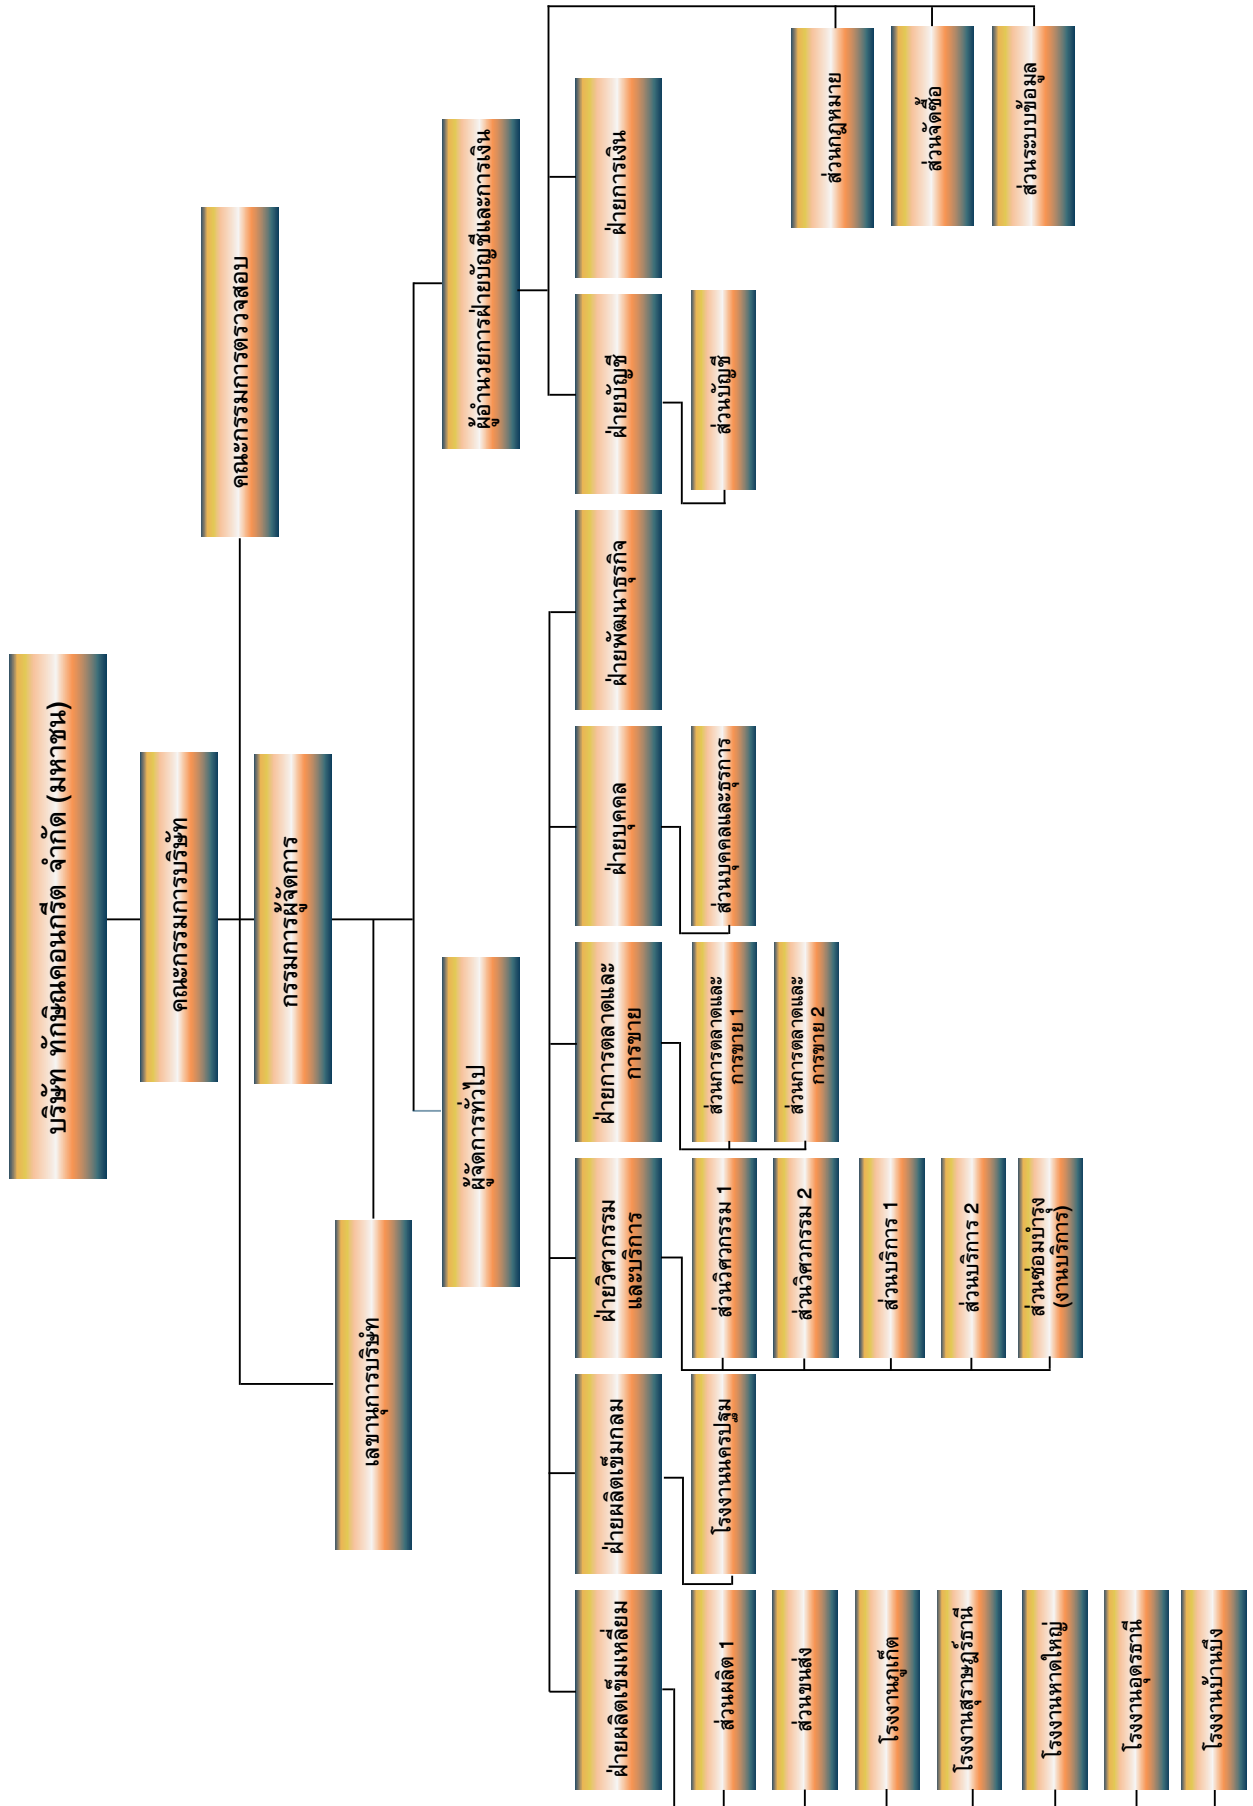 บริษัท ทักษิณคอนกรีต จำกัด (มหาชน)
คณะกรรมการบริษัท
คณะกรรมการตรวจสอบ
กรรมการผู้จัดการ
เลขานุการบริษัท
ผู้จัดการทั่วไป
ผู้อำนวยการฝ่ายบัญชีและการเงิน
ฝ่ายผลิตเข็มเหลี่ยม
ฝ่ายผลิตเข็มกลม
ฝ่ายวิศวกรรม
และบริการ
ฝ่ายการตลาดและ
การขาย
ฝ่ายบุคคล
ฝ่ายพัฒนาธุรกิจ
ฝ่ายบัญชี
ฝ่ายการเงิน
ส่วนผลิต 1
ส่วนขนส่ง
โรงงานภูเก็ต
โรงงานสุราษฎร์ธานี
โรงงานหาดใหญ่
โรงงานอุดรธานี
โรงงานบ้านบึง
โรงงานนครปฐม
ส่วนวิศวกรรม 1
ส่วนวิศวกรรม 2
ส่วนบริการ 1
ส่วนบริการ 2
ส่วนซ่อมบำรุง
(งานบริการ)
ส่วนการตลาดและ
การขาย 1
ส่วนการตลาดและ
การขาย 2
ส่วนบุคคลและธุรการ
ส่วนบัญชี
ส่วนกฎหมาย
ส่วนจัดซื้อ
ส่วนระบบข้อมูล